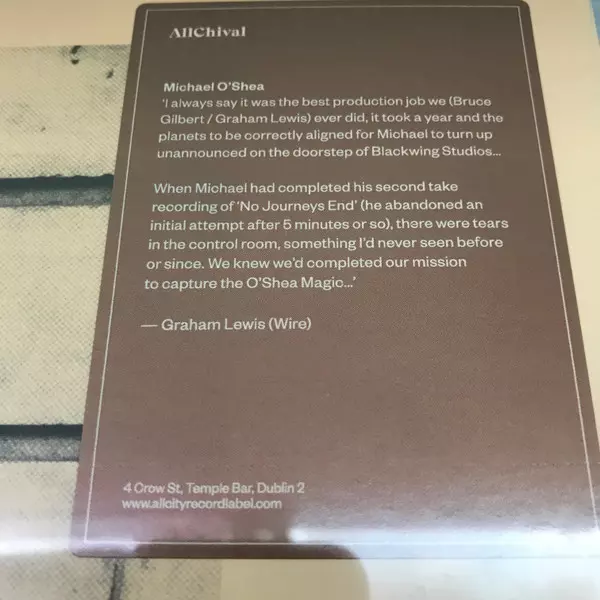 AllChival
Michael O'Shea
'I always say it was the best production job we (Bruce
Gilbert / Graham Lewis) ever did, it took a year and the
planets to be correctly aligned for Michael to turn up
unannounced on the doorstep of Blackwing Studios...
When Michael had completed his second take
recording of 'No Journeys End' (he abandoned an
initial attempt after 5 minutes or so), there were tears
in the control room, something I'd never seen before
or since. We knew we'd completed our mission
to capture the O'Shea Magic...'
— Graham Lewis (Wire)
4 Crow St, Temple Bar, Dublin 2
www.allcityrecordlabel.com